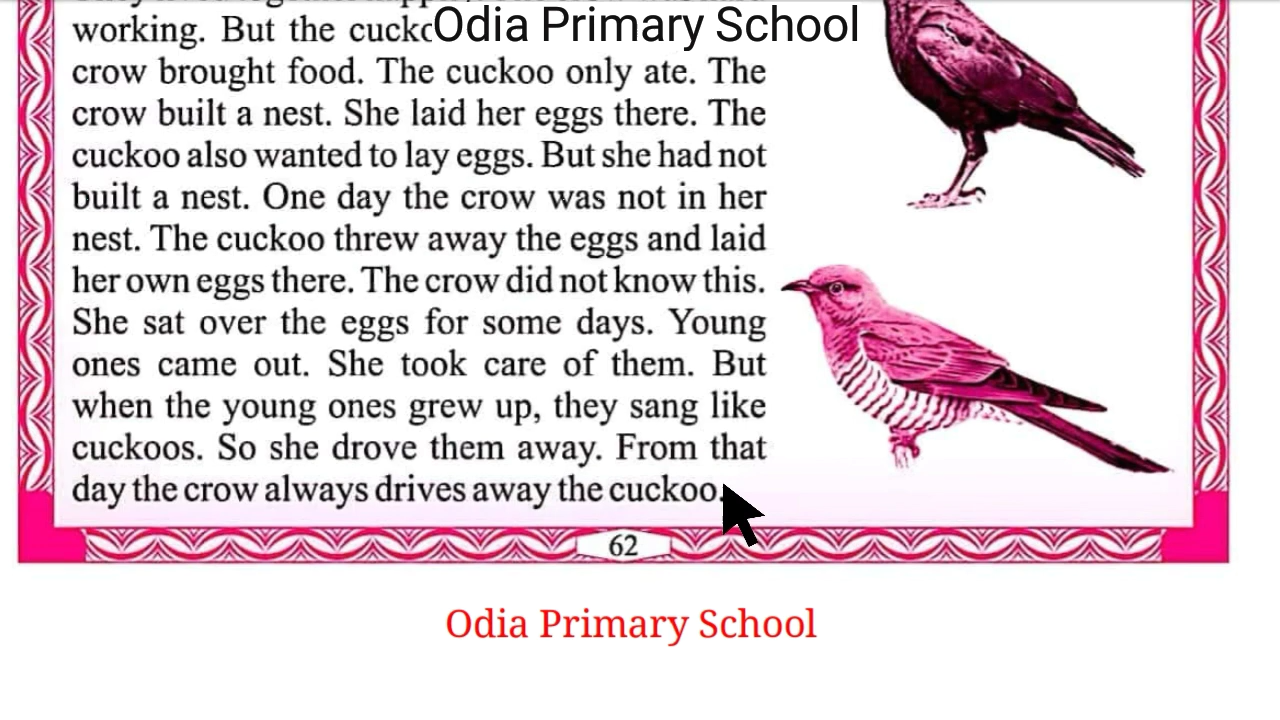 Odia Primary School
working. But the
crow brought food. The cuckoo only ate. The
crow built a nest. She laid her eggs there. The
cuckoo also wanted to lay eggs. But she had not
built a nest. One day the crow was not in her
nest. The cuckoo threw away the eggs and laid
her own eggs there. The crow did not know this.
She sat over the eggs for some days. Young
ones came out. She took care of them. But
when the young ones grew up, they sang like
cuckoos. So she drove them away. From that
day the crow always drives away the cuckoo.
62
Odia Primary School